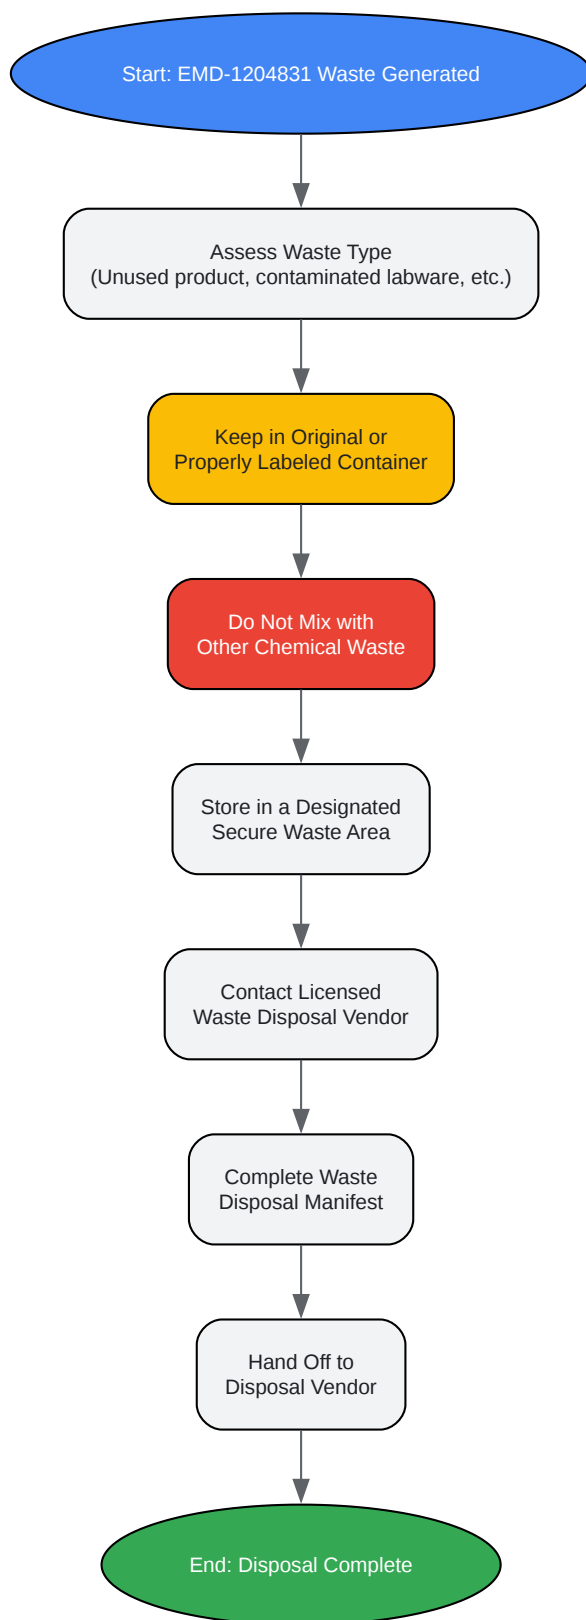 Start: EMD-1204831 Waste Generated
Assess Waste Type
(Unused product, contaminated labware, etc.)
Keep in Original or
Properly Labeled Container
Do Not Mix with
Other Chemical Waste
Store in a Designated
Secure Waste Area
Contact Licensed
Waste Disposal Vendor
Complete Waste
Disposal Manifest
Hand Off to
Disposal Vendor
End: Disposal Complete